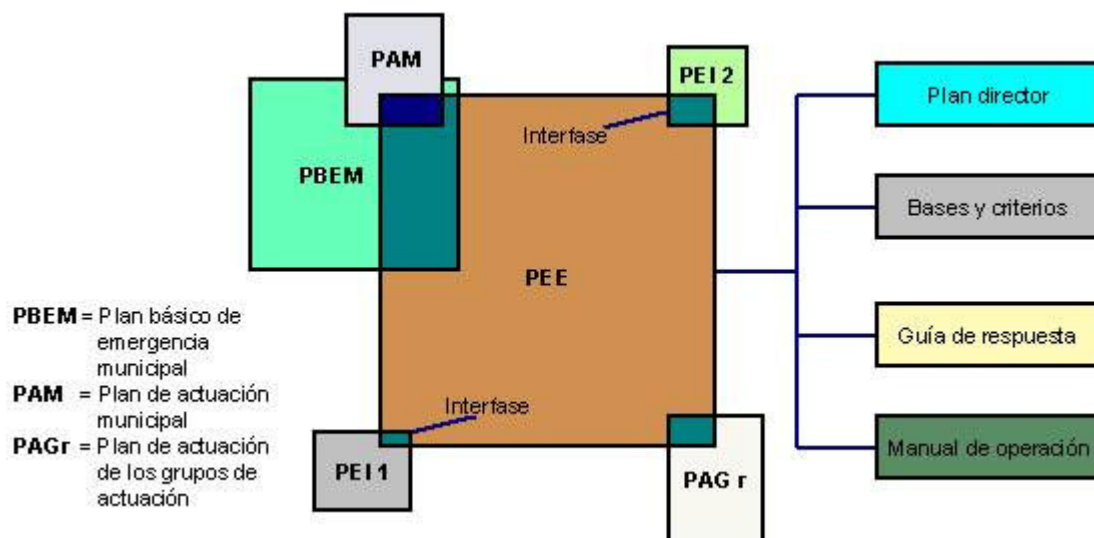 PAM
PEI 2
Interfase
PBEM
PEE
Interfase
PEI 1
PAG r
Plan director
Bases y criterios
Guía de respuesta
Manual de operación
PBEM = Plan básico de
emergencia
municipal
PAM = Plan de actuación
municipal
PAGr = Plan de actuación
de los grupos de
actuación